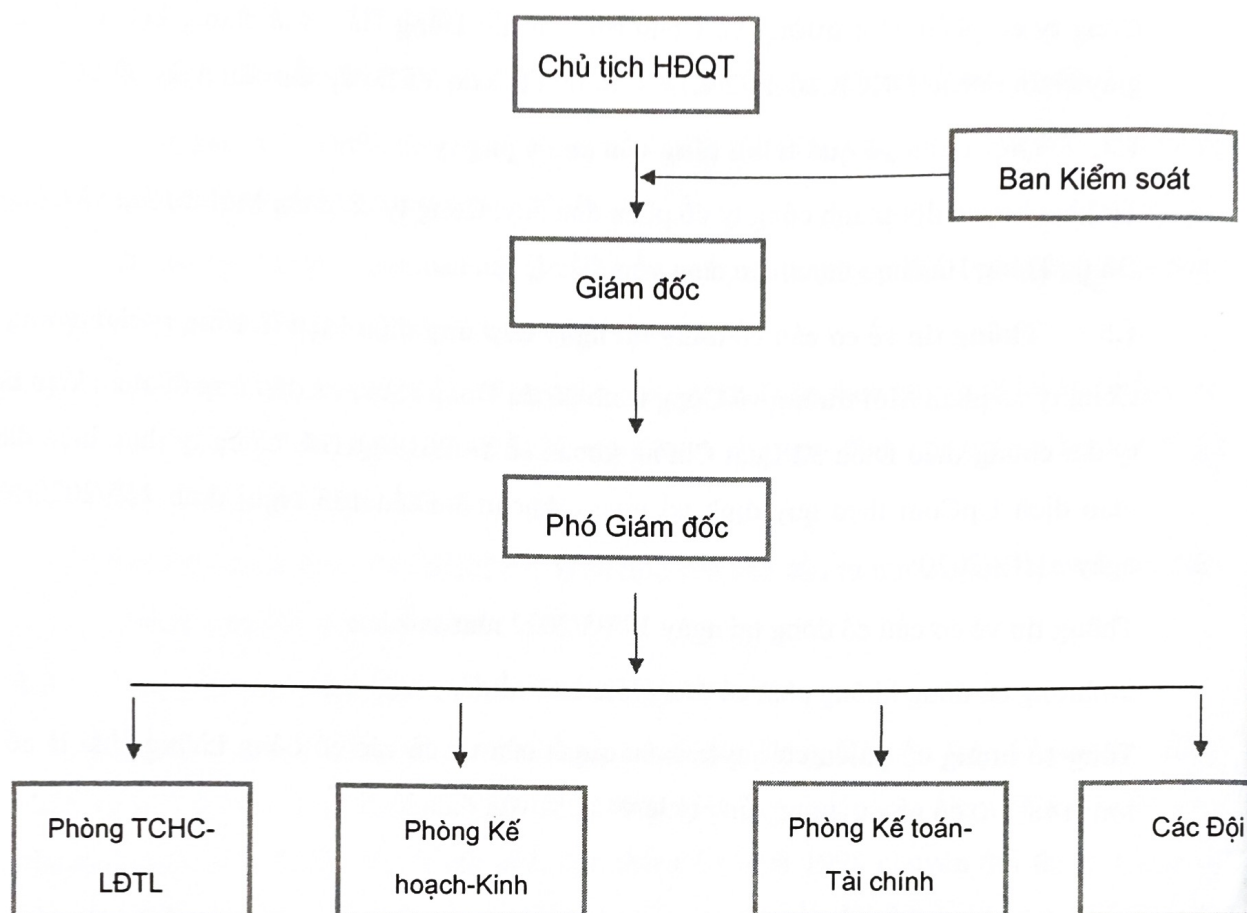 Chủ tịch HĐQT
Ban Kiểm soát
Giám đốc
Phó Giám đốc
Phòng TCHC-
LĐTL
Phòng Kế
hoạch-Kinh
Phòng Kế toán-
Tài chính
Các Đội